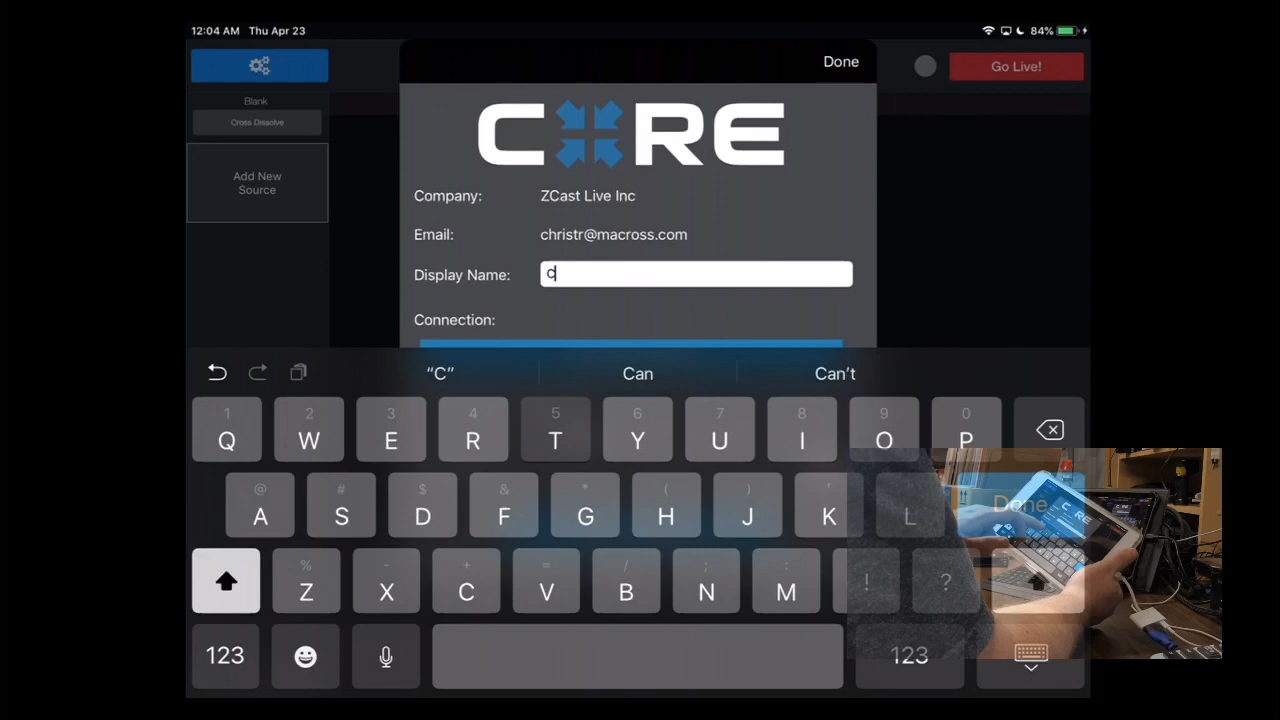 12:04 AM Thu Apr 23
84%
Done
Go Live!
Blank
Cross Dissolve
Add New
Source
CORE
Company: ZCast Live Inc
Email: christr@macross.com
Display Name: c
Connection:
“C” Can Can't
1 2 3 4 5 6 7 8 9 0
Q W E R T Y U I O P
@ # $ & * ( ) '
A S D F G H J K L Done
% - + = / ; :
Z X C V B N M ! ?
123 123